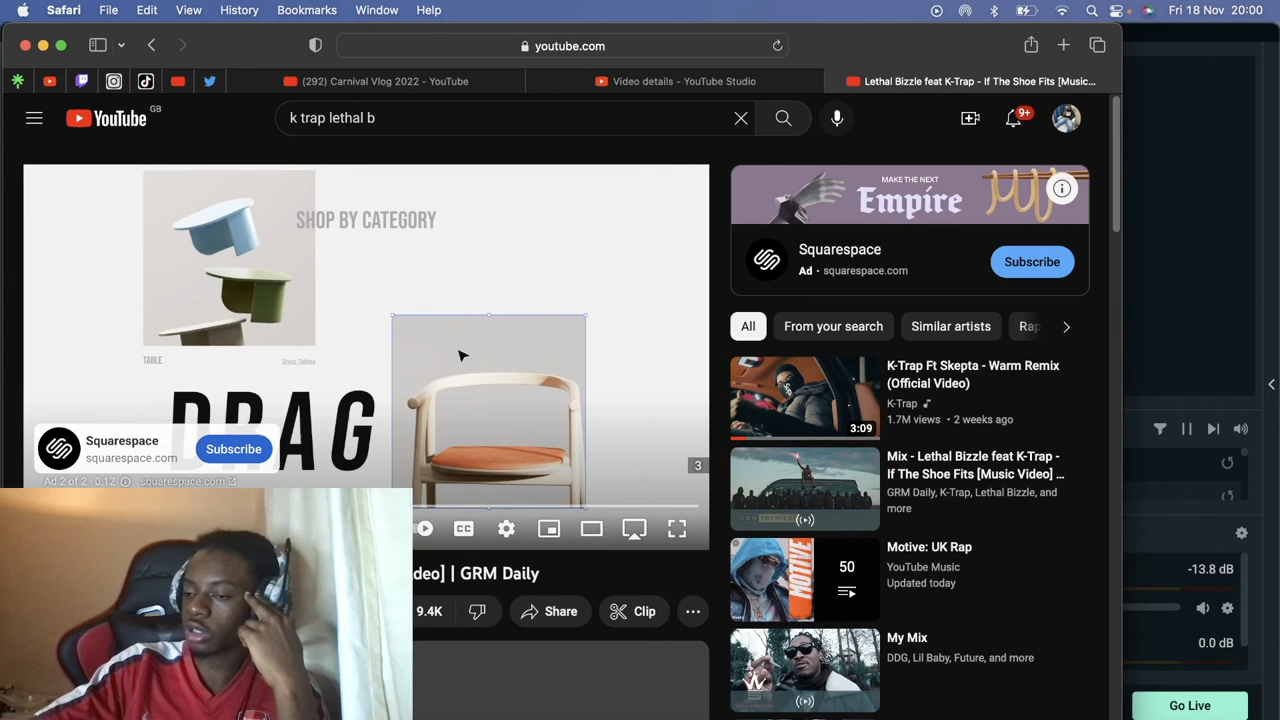 Safari File Edit View History Bookmarks Window Help Fri 18 Nov 20:00
youtube.com
(292) Carnival Vlog 2022 - YouTube Video details - YouTube Studio Lethal Bizzle feat K-Trap - If The Shoe Fits [Music...
YouTube GB
k trap lethal b
9+
SHOP BY CATEGORY
TABLE Shop Tables
DRAG
Squarespace
squarespace.com
Subscribe
Ad 2 of 2 · 0:12 squarespace.com
3
CC
deo] | GRM Daily
9.4K Share Clip
MAKE THE NEXT
Empire
Squarespace
Ad · squarespace.com
Subscribe
All From your search Similar artists Rap
K-Trap Ft Skepta - Warm Remix
(Official Video)
K-Trap
1.7M views • 2 weeks ago
3:09
Mix - Lethal Bizzle feat K-Trap -
If The Shoe Fits [Music Video] ...
GRM Daily, K-Trap, Lethal Bizzle, and
more
Motive: UK Rap
YouTube Music
Updated today
50
MOTIVE
My Mix
DDG, Lil Baby, Future, and more
-13.8 dB
0.0 dB
Go Live